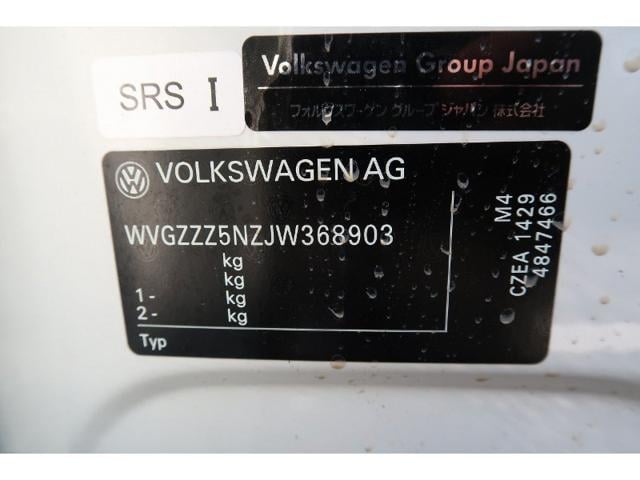 SRS I
Volkswagen Group Japan
フォルクスワーゲン グループ ジャパン 株式会社
VOLKSWAGEN AG
WVGZZZ5NZJW368903
kg
kg
1- kg
2- kg
Typ
M4
CZEA 1429
4847466